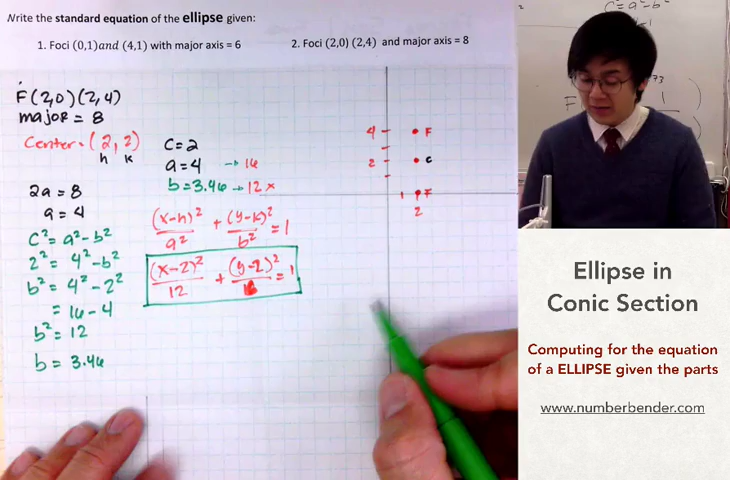 Write the standard equation of the ellipse given:
1. Foci (0,1)and (4,1) with major axis = 6
2. Foci (2,0) (2,4) and major axis = 8
F(2,0)(2,4)
major = 8
Center = (2, 2)
h k
C=2
a=4 → 16
b=3.46 → 12 x
2a = 8
a = 4
c² = a² - b²
2² = 4² - b²
b² = 4² - 2²
= 16 - 4
b² = 12
b = 3.46
(x-h)²/a² + (y-k)²/b² = 1
(x-2)²/12 + (y-2)²/16 = 1
4 F
2 C
1 F
2
C = a² - b²
Ellipse in
Conic Section
Computing for the equation
of a ELLIPSE given the parts
www.numberbender.com